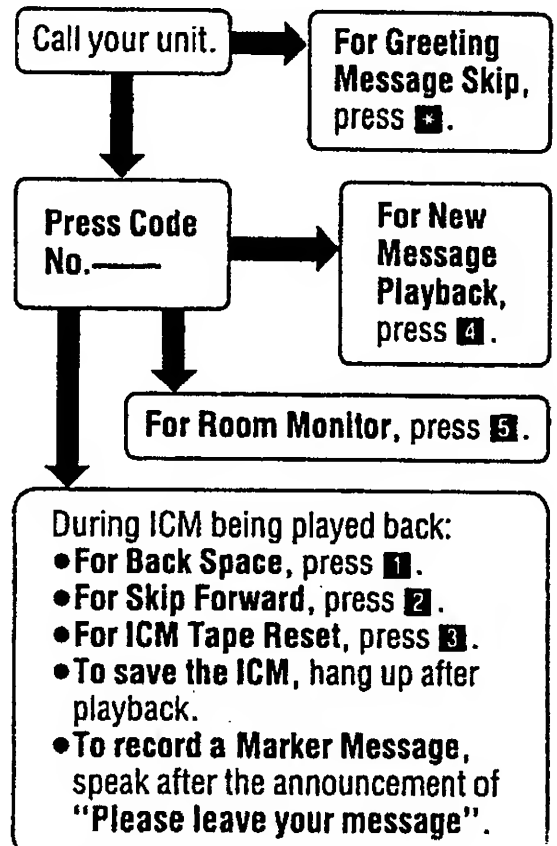 Call your unit.
For Greeting
Message Skip,
press *.
Press Code
No.——
For New
Message
Playback,
press 4.
For Room Monitor, press 5.
During ICM being played back:
●For Back Space, press 1.
●For Skip Forward, press 2.
●For ICM Tape Reset, press 3.
●To save the ICM, hang up after
playback.
●To record a Marker Message,
speak after the announcement of
"Please leave your message".